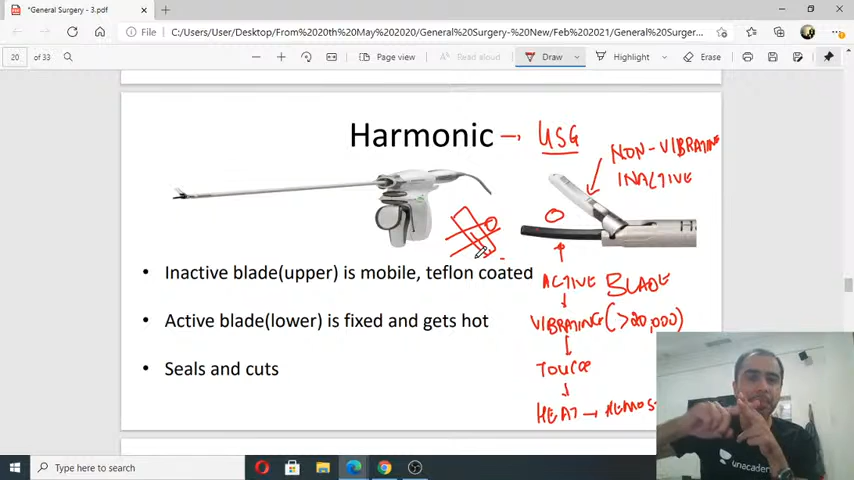 *General Surgery - 3.pdf
File
C:/Users/User/Desktop/From%2020th%20May%202020/General%20Surgery-%20New/Feb%202021/General%20Surger...
20
of 33
Page view
Read aloud
Draw
Highlight
Erase
Harmonic → USG
NON-VIBRATING
INACTIVE
• Inactive blade(upper) is mobile, teflon coated
ACTIVE BLADE
• Active blade(lower) is fixed and gets hot
VIBRATING (>20,000)
• Seals and cuts
HEAT → HEMOS
unacademy
Type here to search